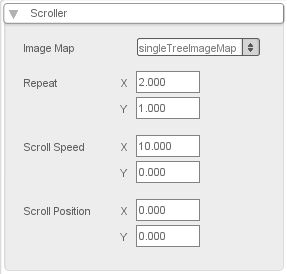 Scroller
Image Map singleTreeImageMap
Repeat X 2.000
Y 1.000
Scroll Speed X 10.000
Y 0.000
Scroll Position X 0.000
Y 0.000